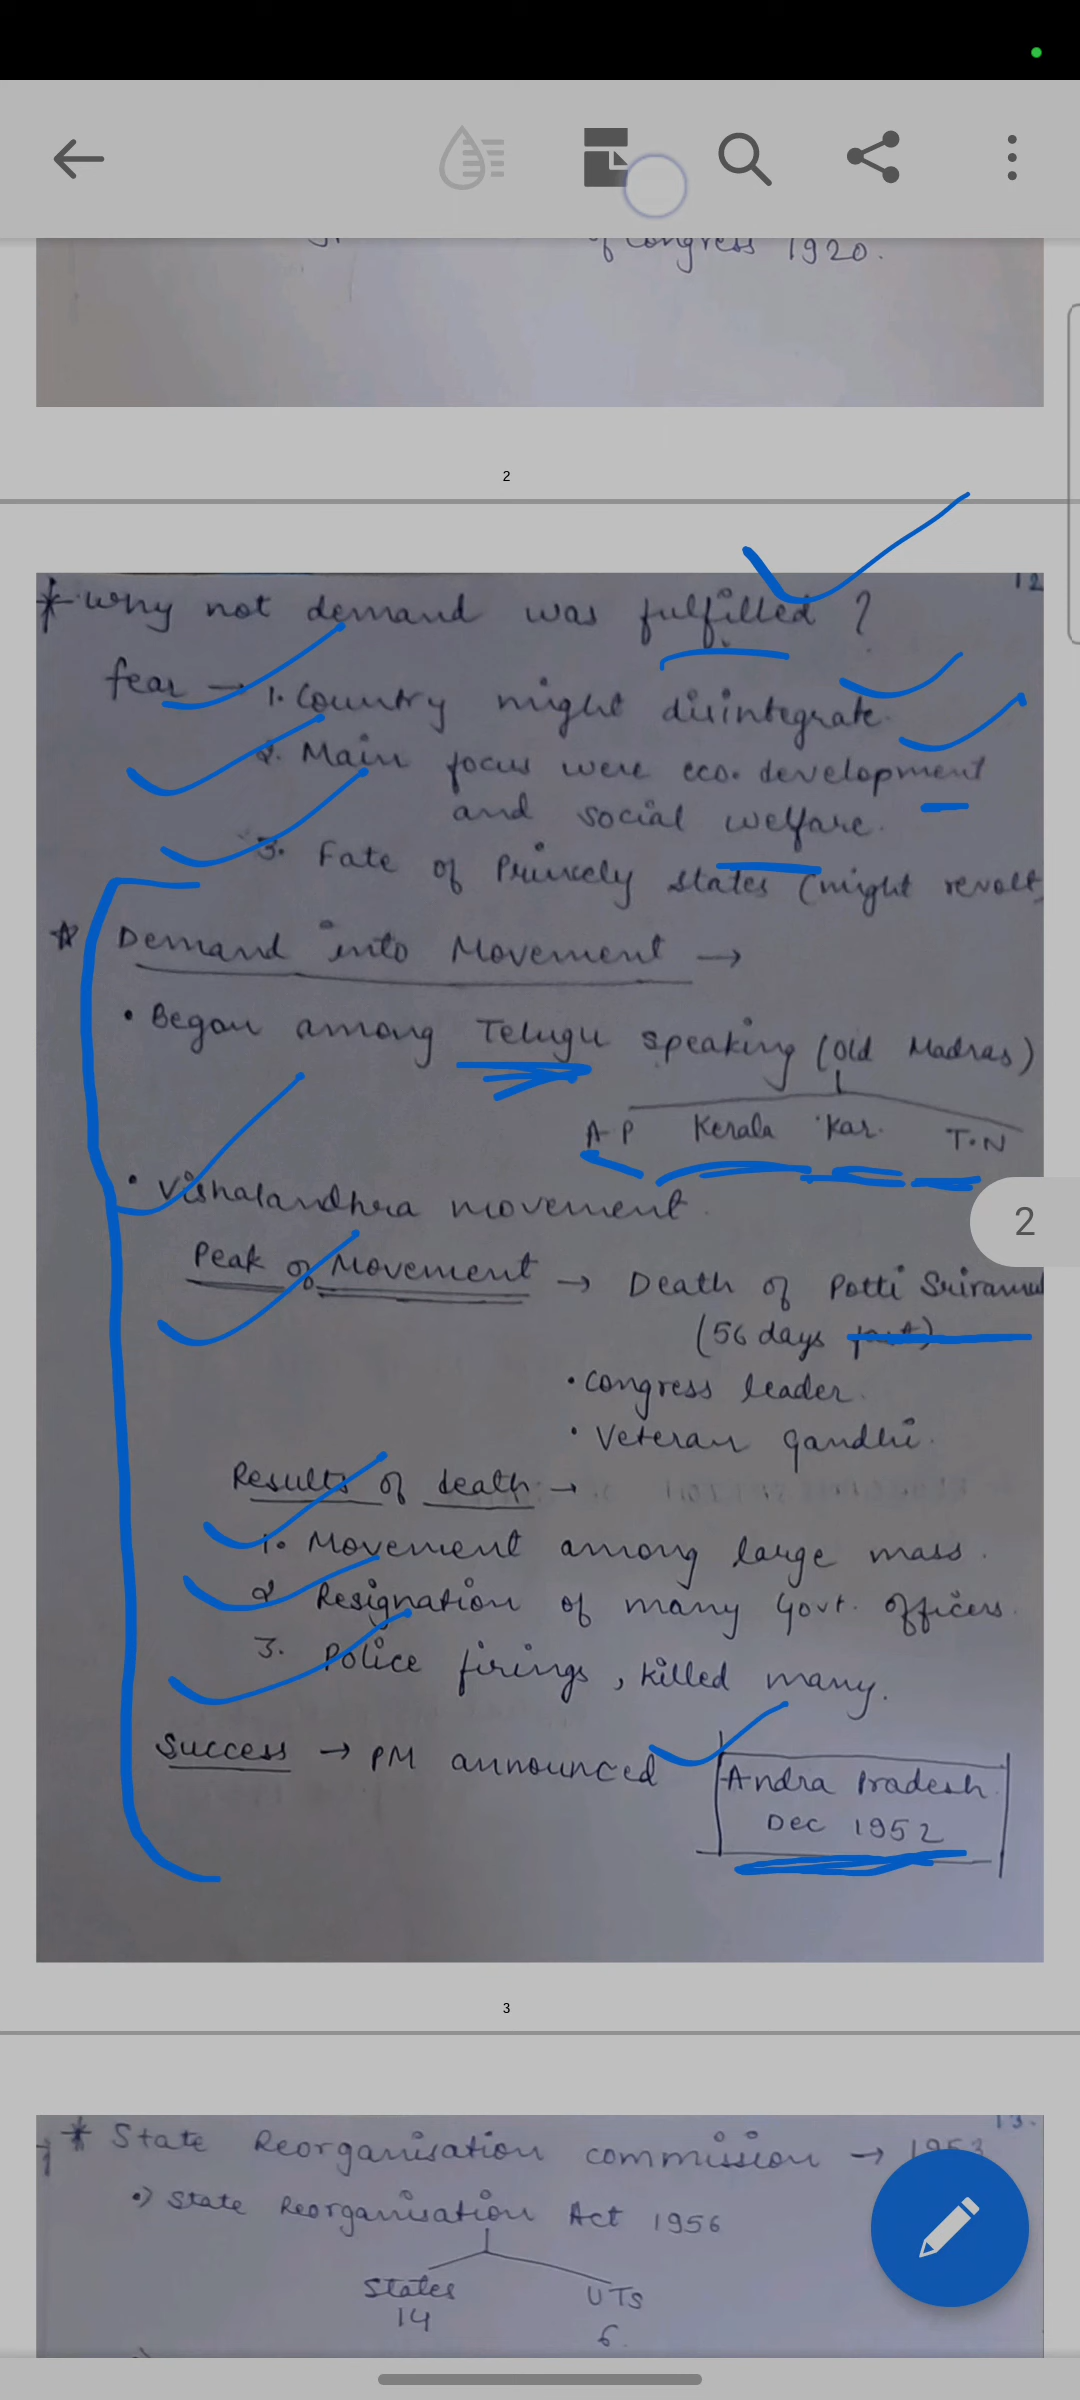 of Congress 1920.
2
12
* Why not demand was fulfilled ?
fear → 1. Country might disintegrate.
2. Main focus were eco. development
and social welfare.
3. Fate of Princely states (might revolt)
* Demand into Movement →
• Began among Telugu speaking (Old Madras)
A.P Kerala Kar. T.N
• Vishalandhra movement.
2
Peak of Movement → Death of Potti Sriramul
(56 days fast)
• Congress leader.
• Veteran gandhi.
Results of death →
1. Movement among large mass.
2 Resignation of many Govt. officers.
3. Police firings, killed many.
Success → PM announced Andra Pradesh.
Dec 1952
3
13.
* State Reorganisation commission → 1953
•) State Reorganisation Act 1956
States UTs
14 6.